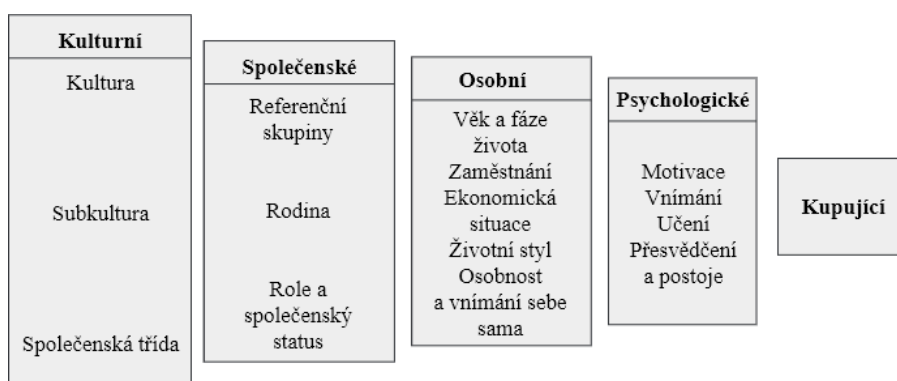 Kulturní
Kultura
Subkultura
Společenská třída
Společenské
Referenční
skupiny
Rodina
Role a
společenský
status
Osobní
Věk a fáze
života
Zaměstnání
Ekonomická
situace
Životní styl
Osobnost
a vnímání sebe
sama
Psychologické
Motivace
Vnímání
Učení
Přesvědčení
a postoje
Kupující